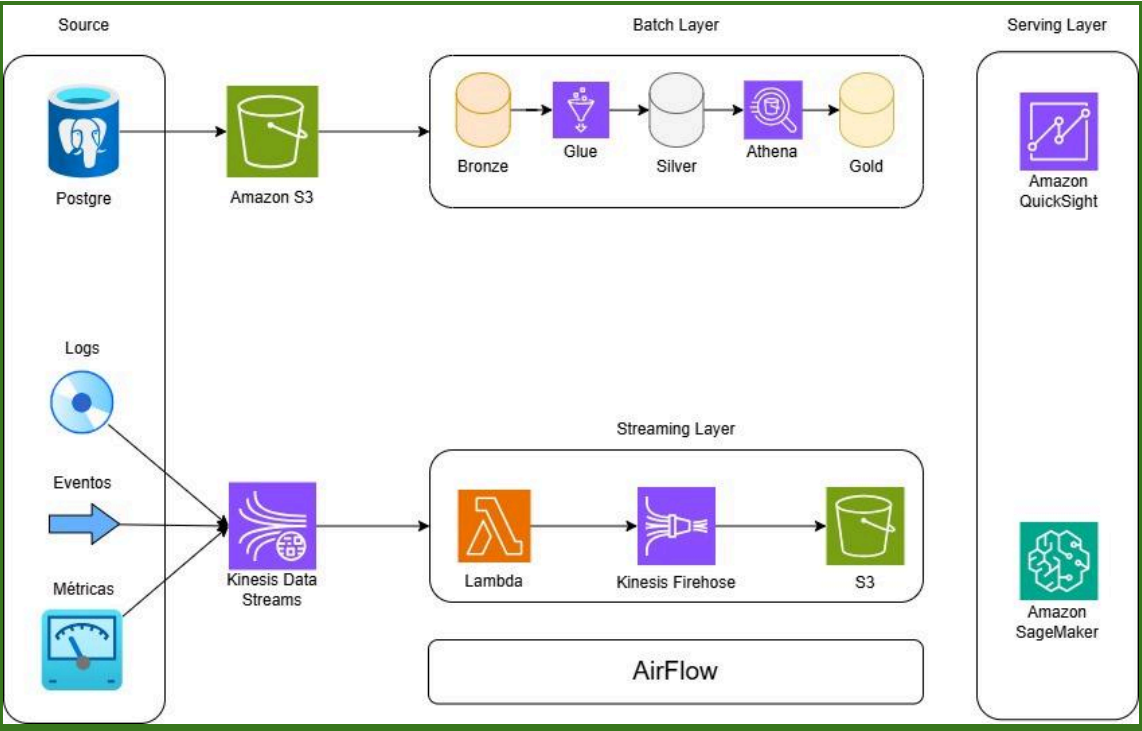 Source
Batch Layer
Serving Layer
Postgre
Amazon S3
Bronze
Glue
Silver
Athena
Gold
Amazon
QuickSight
Logs
Eventos
Métricas
Kinesis Data
Streams
Streaming Layer
Lambda
Kinesis Firehose
S3
AirFlow
Amazon
SageMaker